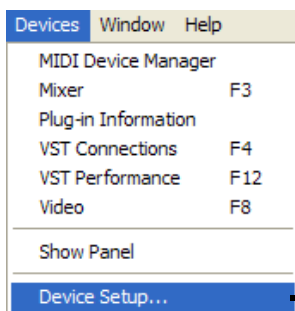 Devices Window Help
MIDI Device Manager
Mixer F3
Plug-in Information
VST Connections F4
VST Performance F12
Video F8
Show Panel
Device Setup...